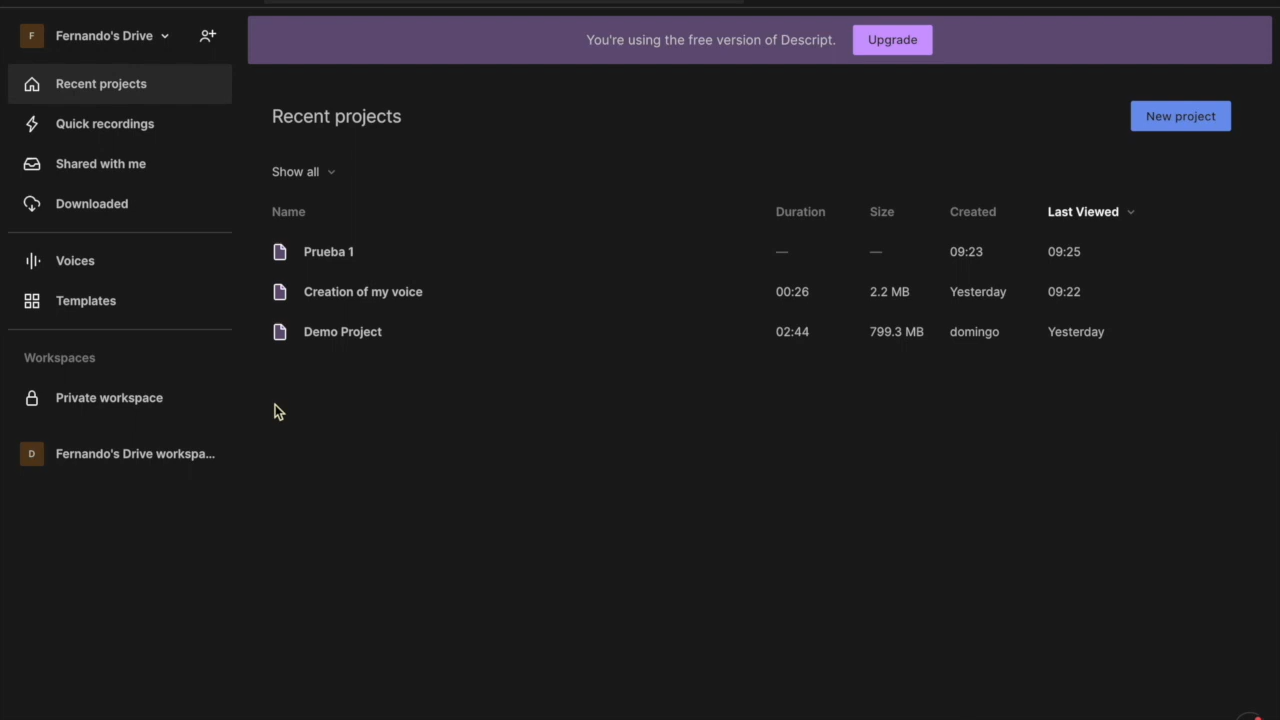 F Fernando's Drive
You're using the free version of Descript. Upgrade
Recent projects
Quick recordings
Shared with me
Downloaded
Voices
Templates
Workspaces
Private workspace
D Fernando's Drive workspa...
Recent projects New project
Show all
Name Duration Size Created Last Viewed
Prueba 1 — — 09:23 09:25
Creation of my voice 00:26 2.2 MB Yesterday 09:22
Demo Project 02:44 799.3 MB domingo Yesterday